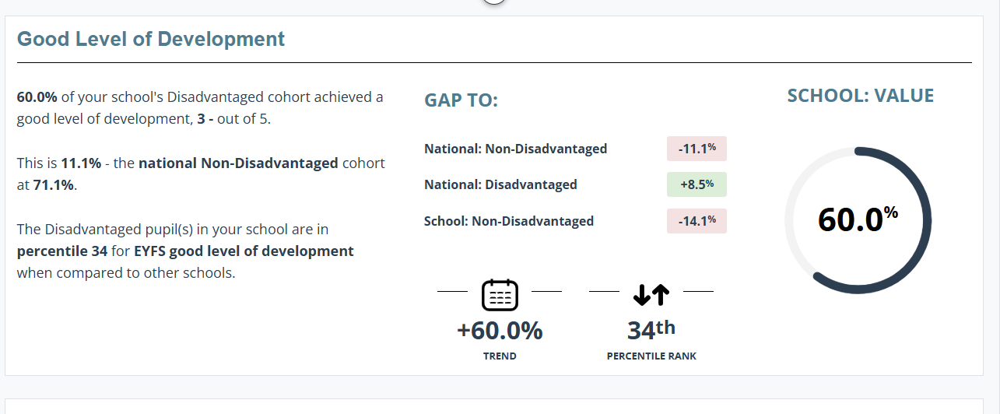 Good Level of Development
60.0% of your school's Disadvantaged cohort achieved a
good level of development, 3 - out of 5.
This is 11.1% - the national Non-Disadvantaged cohort
at 71.1%.
The Disadvantaged pupil(s) in your school are in
percentile 34 for EYFS good level of development
when compared to other schools.
GAP TO:
National: Non-Disadvantaged -11.1%
National: Disadvantaged +8.5%
School: Non-Disadvantaged -14.1%
+60.0%
TREND
34th
PERCENTILE RANK
SCHOOL: VALUE
60.0%